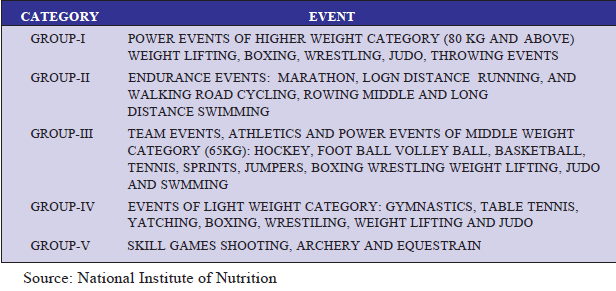 CATEGORY EVENT
GROUP-I POWER EVENTS OF HIGHER WEIGHT CATEGORY (80 KG AND ABOVE)
WEIGHT LIFTING, BOXING, WRESTLING, JUDO, THROWING EVENTS
GROUP-II ENDURANCE EVENTS: MARATHON, LOGN DISTANCE RUNNING, AND
WALKING ROAD CYCLING, ROWING MIDDLE AND LONG
DISTANCE SWIMMING
GROUP-III TEAM EVENTS, ATHLETICS AND POWER EVENTS OF MIDDLE WEIGHT
CATEGORY (65KG): HOCKEY, FOOT BALL VOLLEY BALL, BASKETBALL,
TENNIS, SPRINTS, JUMPERS, BOXING WRESTLING WEIGHT LIFTING, JUDO
AND SWMMING
GROUP-IV EVENTS OF LIGHT WEIGHT CATEGORY: GYMNASTICS, TABLE TENNIS,
YATCHING, BOXING, WRESTILING, WEIGHT LIFTING AND JUDO
GROUP-V SKILL GAMES SHOOTING, ARCHERY AND EQUESTRAIN
Source: National Institute of Nutrition